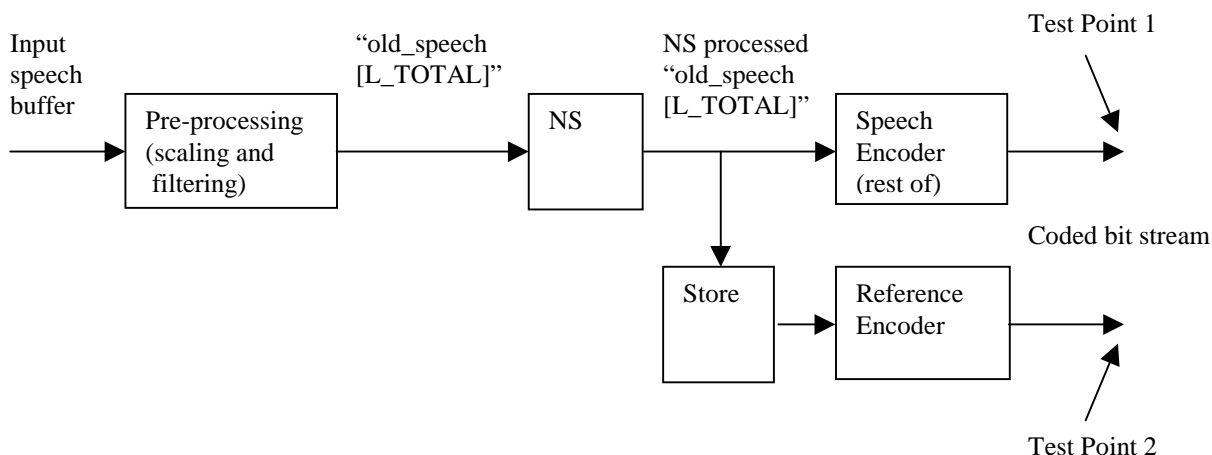 Input
speech
buffer
“old_speech
[L_TOTAL]”
NS processed
“old_speech
[L_TOTAL]”
Test Point 1
Pre-processing
(scaling and
filtering)
NS
Speech
Encoder
(rest of)
Coded bit stream
Store
Reference
Encoder
Test Point 2